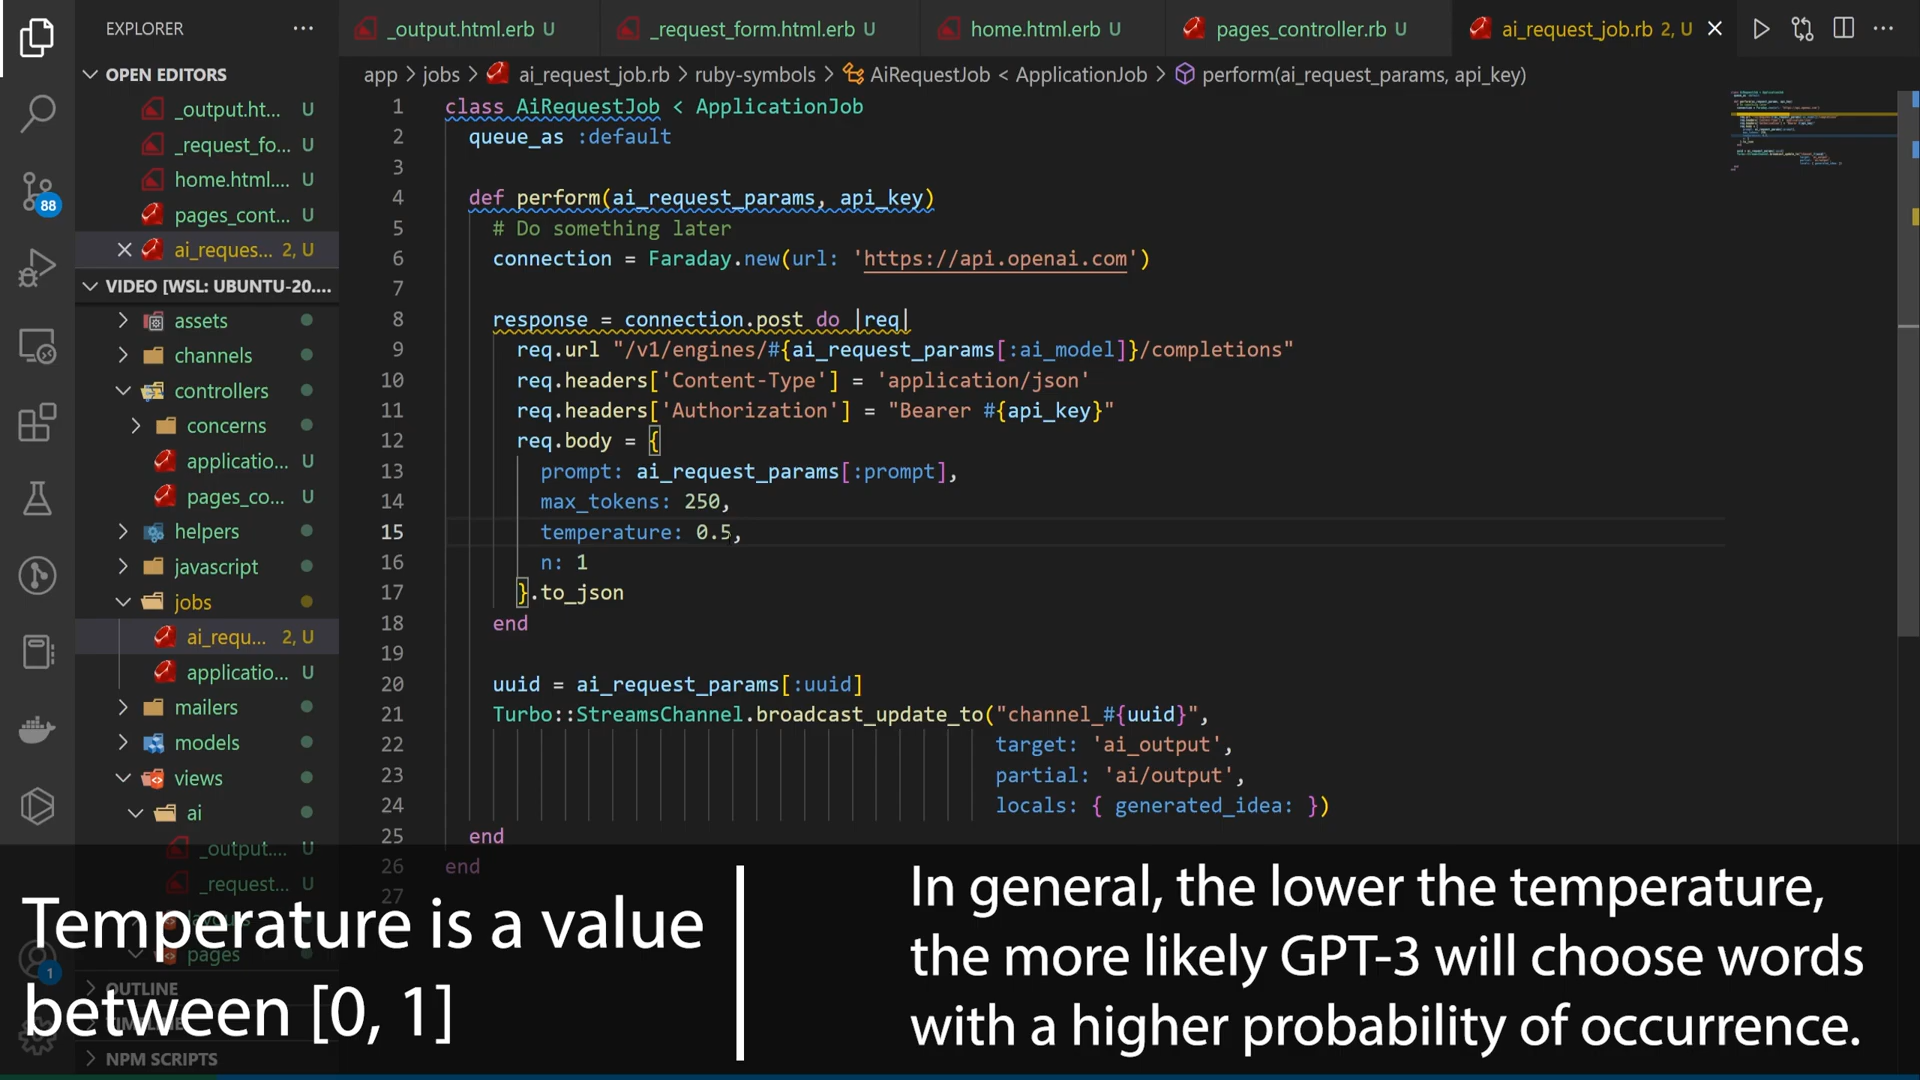 EXPLORER
···
_output.html.erb U
_request_form.html.erb U
home.html.erb U
pages_controller.rb U
ai_request_job.rb 2, U
OPEN EDITORS
_output.ht... U
_request_fo... U
home.html.... U
pages_cont... U
ai_reques... 2, U
VIDEO [WSL: UBUNTU-20....
assets
channels
controllers
concerns
applicatio... U
pages_co... U
helpers
javascript
jobs
ai_requ... 2, U
applicatio... U
mailers
models
views
ai
_output.... U
_request... U
layouts
pages
OUTLINE
TIMELINE
NPM SCRIPTS
88
1
app > jobs > ai_request_job.rb > ruby-symbols > AiRequestJob < ApplicationJob > perform(ai_request_params, api_key)
1 class AiRequestJob < ApplicationJob
2 queue_as :default
3
4 def perform(ai_request_params, api_key)
5 # Do something later
6 connection = Faraday.new(url: 'https://api.openai.com')
7
8 response = connection.post do |req|
9 req.url "/v1/engines/#{ai_request_params[:ai_model]}/completions"
10 req.headers['Content-Type'] = 'application/json'
11 req.headers['Authorization'] = "Bearer #{api_key}"
12 req.body = {
13 prompt: ai_request_params[:prompt],
14 max_tokens: 250,
15 temperature: 0.5,
16 n: 1
17 }.to_json
18 end
19
20 uuid = ai_request_params[:uuid]
21 Turbo::StreamsChannel.broadcast_update_to("channel_#{uuid}",
22 target: 'ai_output',
23 partial: 'ai/output',
24 locals: { generated_idea: })
25 end
26 end
27
Temperature is a value
between [0, 1]
In general, the lower the temperature,
the more likely GPT-3 will choose words
with a higher probability of occurrence.